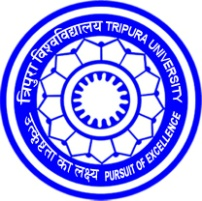 त्रिपुरा विश्वविद्यालय TRIPURA UNIVERSITY
उत्कृष्टता का लक्ष्य PURSUIT OF EXCELLENCE